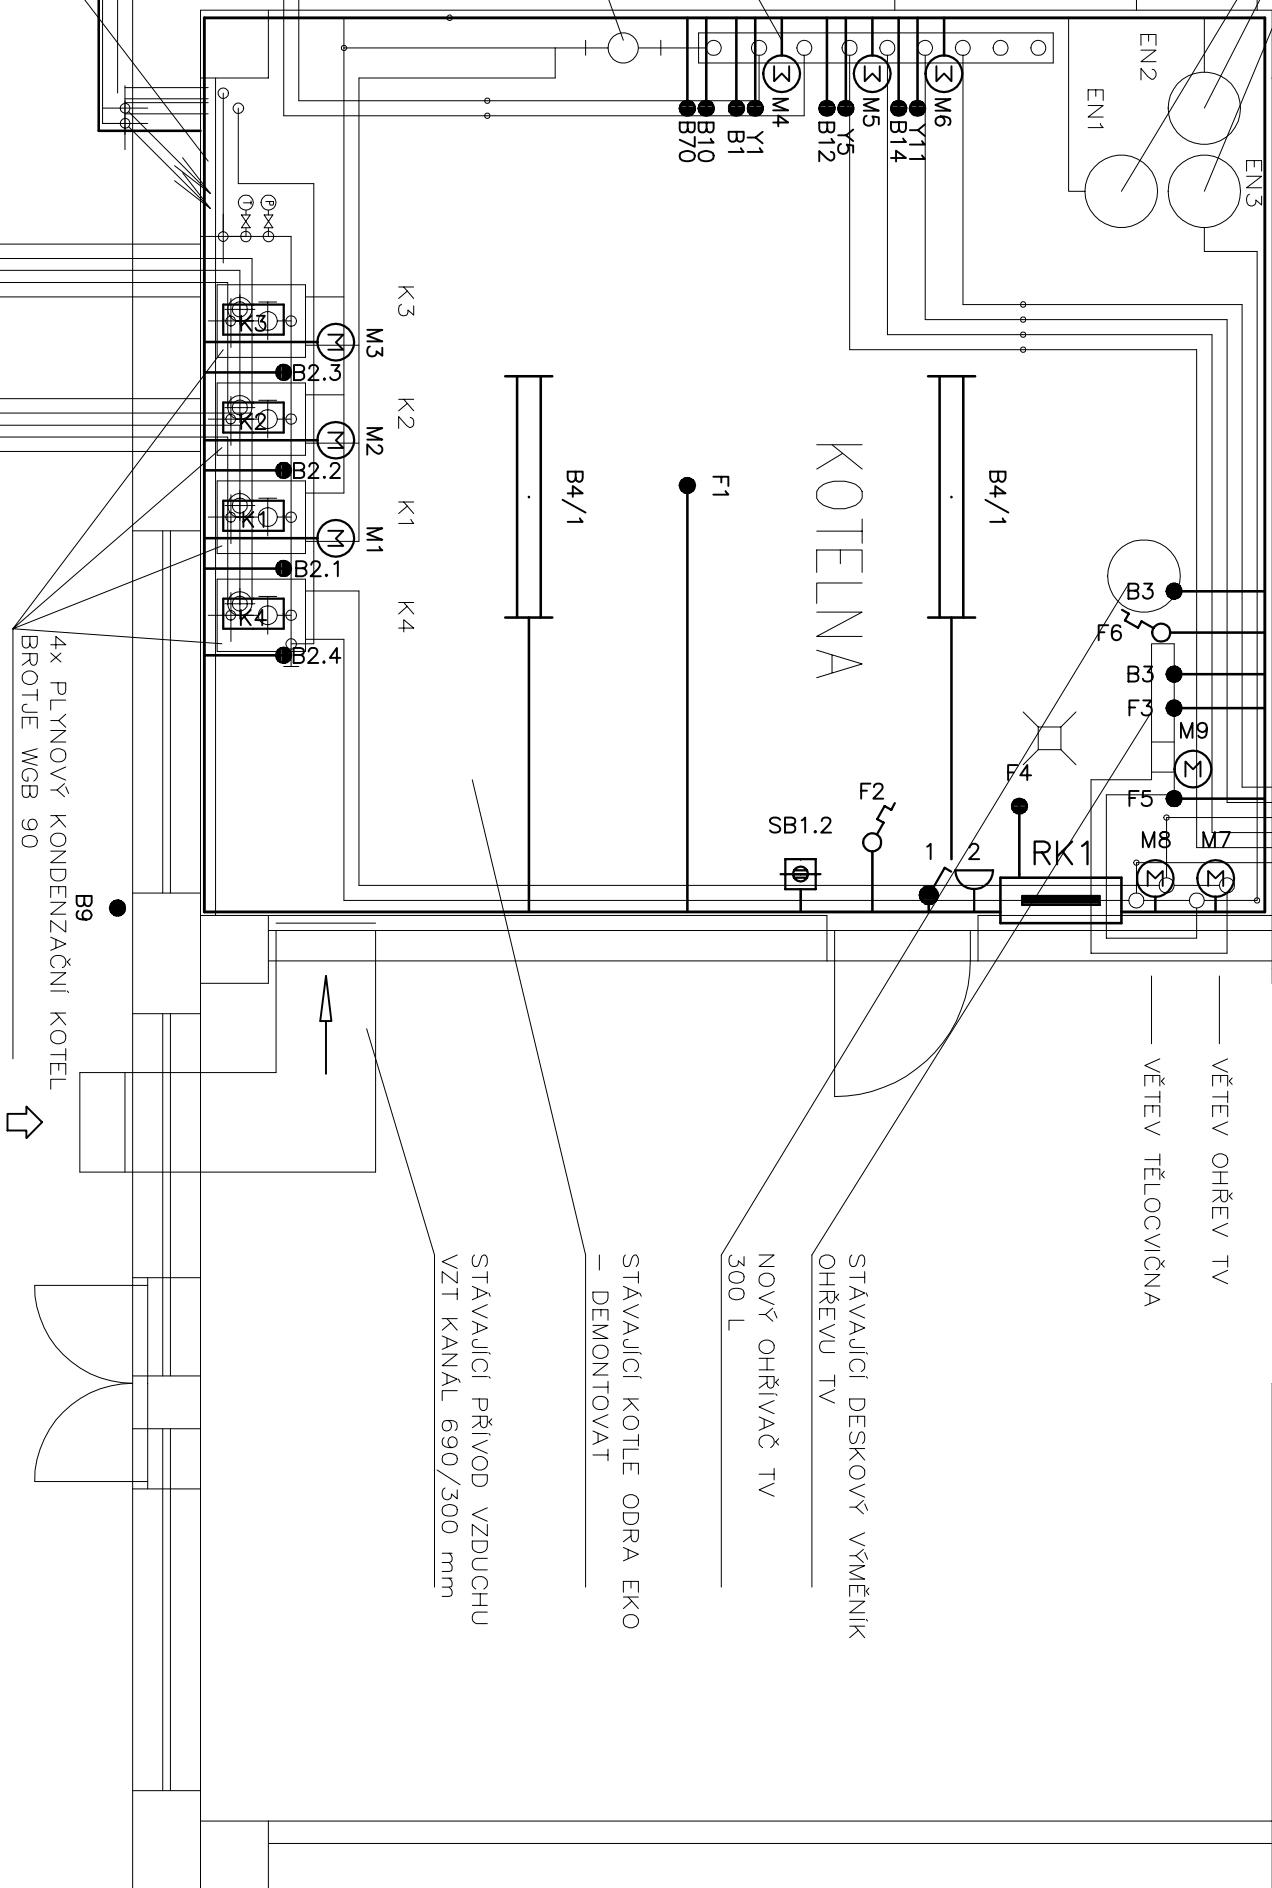 EN2
EN1
EN3
M4
M5
M6
B70
B10
B1
Y1
B12
Y5
B14
Y11
T
P
K3
K3
M3
B2.3
K2
K2
M2
B2.2
K1
K1
M1
B2.1
K4
K4
B2.4
B4/1
F1
KOTELNA
B4/1
B3
F6
B3
F3
M9
F4
F5
F2
SB1.2
1
2
RK1
M8
M7
M
M
M
M
M
M
M
M
M
4x PLYNOVÝ KONDENZAČNÍ KOTEL
BROTJE WGB 90
B9
VĚTEV OHŘEV TV
VĚTEV TĚLOCVIČNA
STÁVAJÍCÍ DESKOVÝ VÝMĚNÍK
OHŘEVU TV
NOVÝ OHŘÍVAČ TV
300 L
STÁVAJÍCÍ KOTLE ODRA EKO
– DEMONTOVAT
STÁVAJÍCÍ PŘÍVOD VZDUCHU
VZT KANÁL 690/300 mm